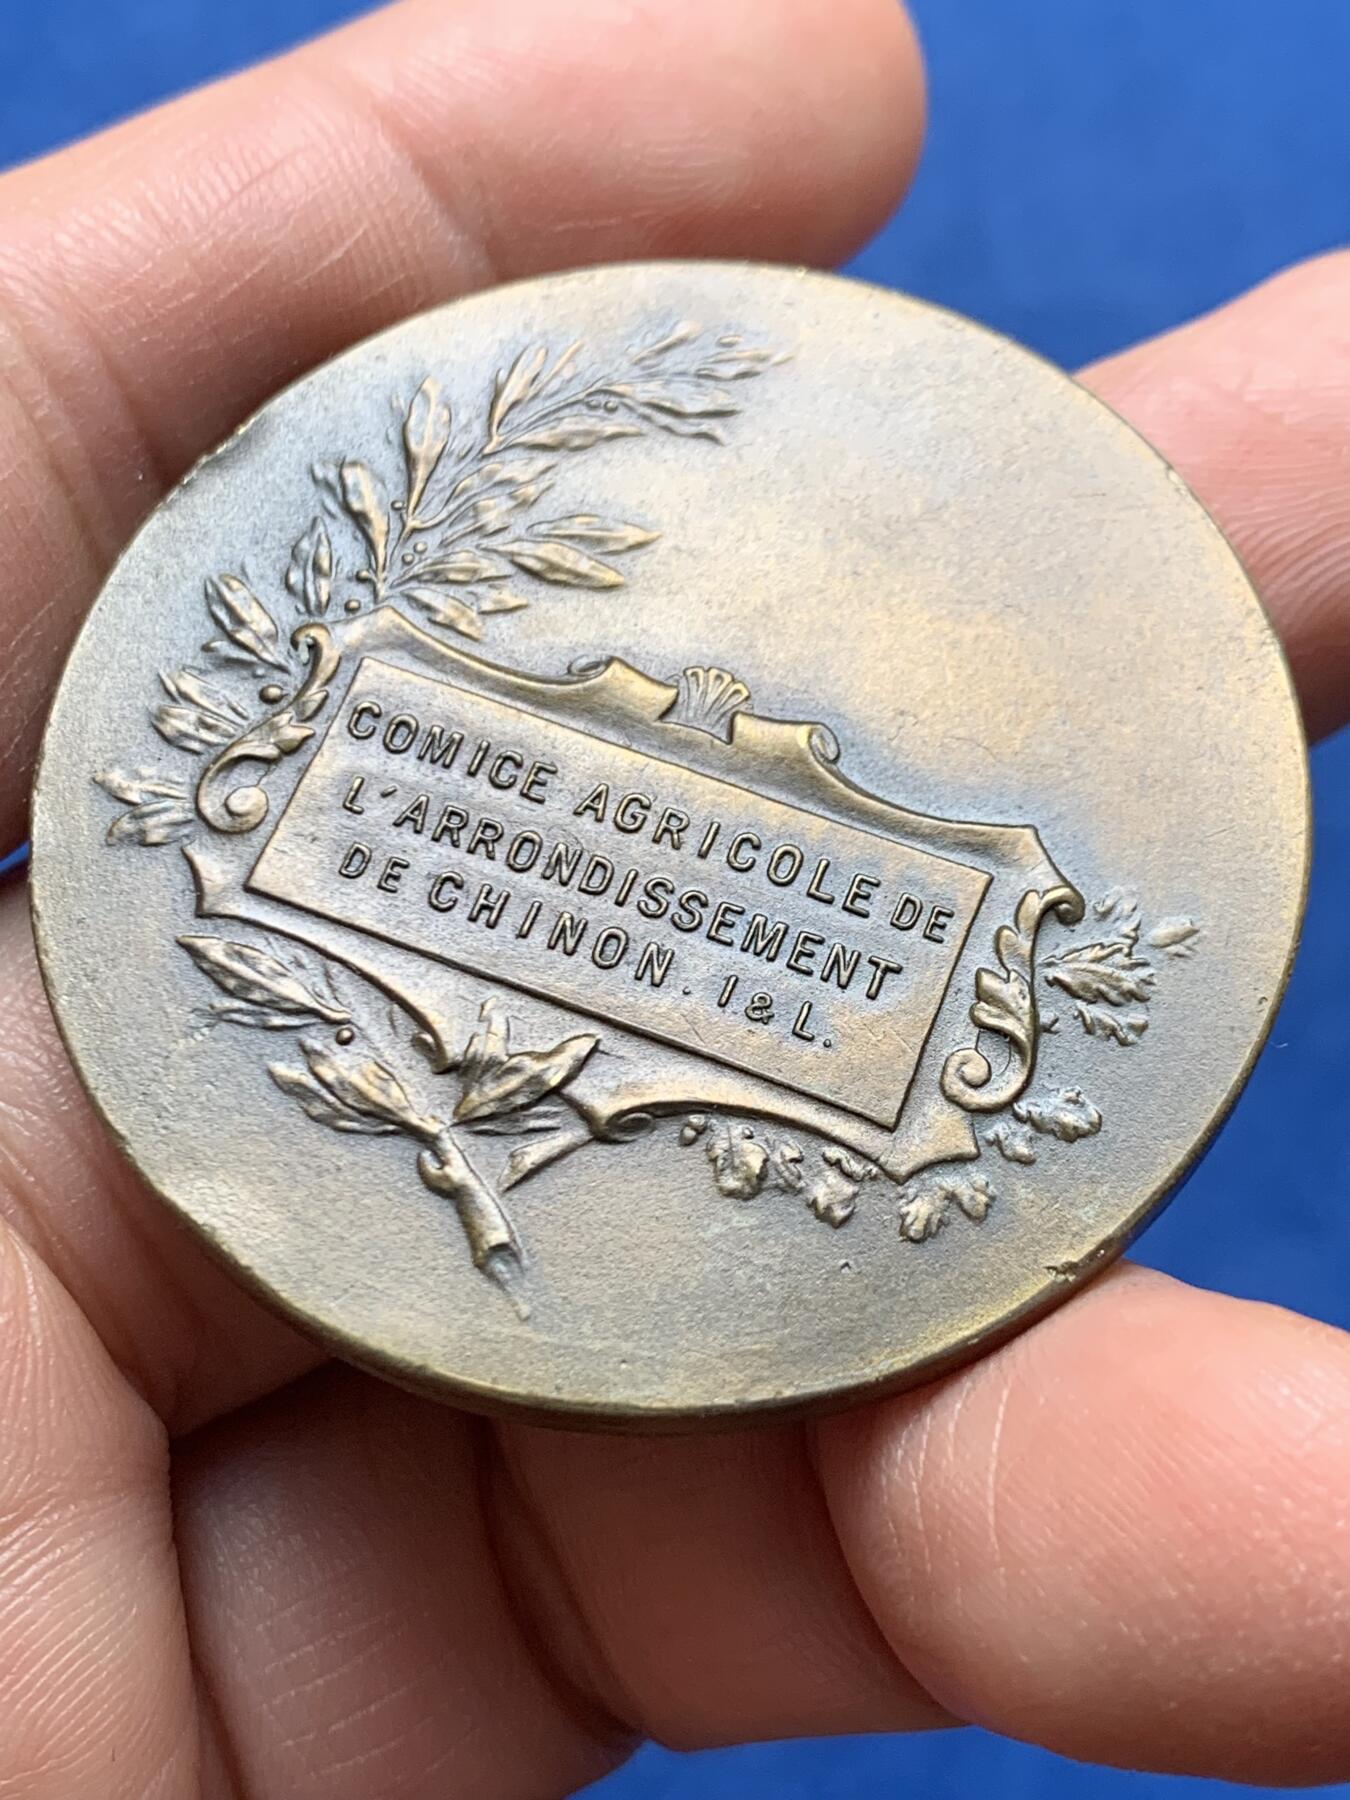 COMICE AGRICOLE DE
L'ARRONDISSEMENT
DE CHINON. I & L.